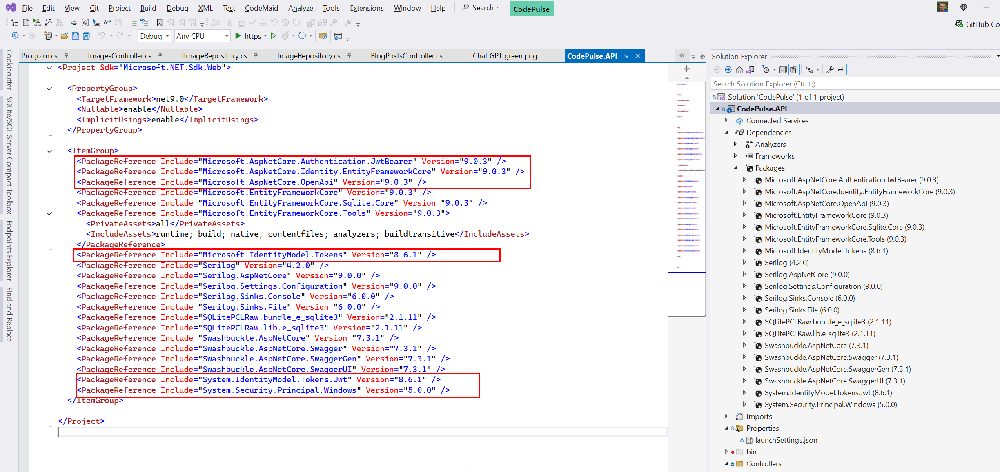 File Edit View Git Project Build Debug XML Test CodeMaid Analyze Tools Extensions Window Help Search CodePulse
GitHub Co
Debug Any CPU https
Program.cs ImagesController.cs IImageRepository.cs ImageRepository.cs BlogPostsController.cs Chat GPT green.png CodePulse.API
Cookiecutter
SQLite/SQL Server Compact Toolbox
Endpoints Explorer
Find and Replace
<Project Sdk="Microsoft.NET.Sdk.Web">
<PropertyGroup>
<TargetFramework>net9.0</TargetFramework>
<Nullable>enable</Nullable>
<ImplicitUsings>enable</ImplicitUsings>
</PropertyGroup>
<ItemGroup>
<PackageReference Include="Microsoft.AspNetCore.Authentication.JwtBearer" Version="9.0.3" />
<PackageReference Include="Microsoft.AspNetCore.Identity.EntityFrameworkCore" Version="9.0.3" />
<PackageReference Include="Microsoft.AspNetCore.OpenApi" Version="9.0.3" />
<PackageReference Include="Microsoft.EntityFrameworkCore" Version="9.0.3" />
<PackageReference Include="Microsoft.EntityFrameworkCore.Sqlite.Core" Version="9.0.3" />
<PackageReference Include="Microsoft.EntityFrameworkCore.Tools" Version="9.0.3">
<PrivateAssets>all</PrivateAssets>
<IncludeAssets>runtime; build; native; contentfiles; analyzers; buildtransitive</IncludeAssets>
</PackageReference>
<PackageReference Include="Microsoft.IdentityModel.Tokens" Version="8.6.1" />
<PackageReference Include="Serilog" Version="4.2.0" />
<PackageReference Include="Serilog.AspNetCore" Version="9.0.0" />
<PackageReference Include="Serilog.Settings.Configuration" Version="9.0.0" />
<PackageReference Include="Serilog.Sinks.Console" Version="6.0.0" />
<PackageReference Include="Serilog.Sinks.File" Version="6.0.0" />
<PackageReference Include="SQLitePCLRaw.bundle_e_sqlite3" Version="2.1.11" />
<PackageReference Include="SQLitePCLRaw.lib.e_sqlite3" Version="2.1.11" />
<PackageReference Include="Swashbuckle.AspNetCore" Version="7.3.1" />
<PackageReference Include="Swashbuckle.AspNetCore.Swagger" Version="7.3.1" />
<PackageReference Include="Swashbuckle.AspNetCore.SwaggerGen" Version="7.3.1" />
<PackageReference Include="Swashbuckle.AspNetCore.SwaggerUI" Version="7.3.1" />
<PackageReference Include="System.IdentityModel.Tokens.Jwt" Version="8.6.1" />
<PackageReference Include="System.Security.Principal.Windows" Version="5.0.0" />
</ItemGroup>
</Project>
Solution Explorer
Search Solution Explorer (Ctrl+;)
Solution 'CodePulse' (1 of 1 project)
CodePulse.API
Connected Services
Dependencies
Analyzers
Frameworks
Packages
Microsoft.AspNetCore.Authentication.JwtBearer (9.0.3)
Microsoft.AspNetCore.Identity.EntityFrameworkCore (9.0.3)
Microsoft.AspNetCore.OpenApi (9.0.3)
Microsoft.EntityFrameworkCore (9.0.3)
Microsoft.EntityFrameworkCore.Sqlite.Core (9.0.3)
Microsoft.EntityFrameworkCore.Tools (9.0.3)
Microsoft.IdentityModel.Tokens (8.6.1)
Serilog (4.2.0)
Serilog.AspNetCore (9.0.0)
Serilog.Settings.Configuration (9.0.0)
Serilog.Sinks.Console (6.0.0)
Serilog.Sinks.File (6.0.0)
SQLitePCLRaw.bundle_e_sqlite3 (2.1.11)
SQLitePCLRaw.lib.e_sqlite3 (2.1.11)
Swashbuckle.AspNetCore (7.3.1)
Swashbuckle.AspNetCore.Swagger (7.3.1)
Swashbuckle.AspNetCore.SwaggerGen (7.3.1)
Swashbuckle.AspNetCore.SwaggerUI (7.3.1)
System.IdentityModel.Tokens.Jwt (8.6.1)
System.Security.Principal.Windows (5.0.0)
Imports
Properties
launchSettings.json
bin
Controllers